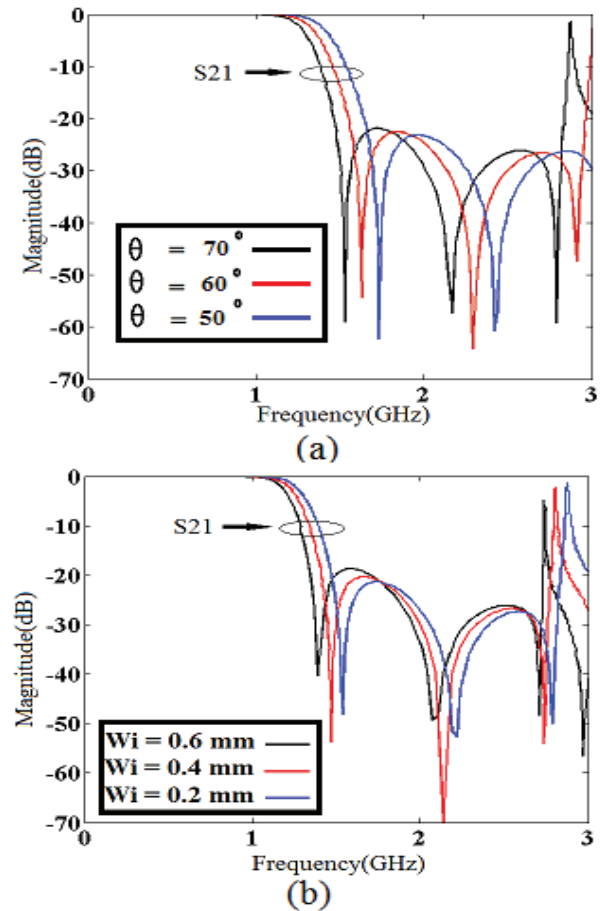 0
-10
-20
-30
-40
-50
-60
-70
Magnitude(dB)
S21
θ = 70°
θ = 60°
θ = 50°
0 1 2 3
Frequency(GHz)
(a)
0
-10
-20
-30
-40
-50
-60
-70
Magnitude(dB)
S21
Wi = 0.6 mm
Wi = 0.4 mm
Wi = 0.2 mm
0 1 2 3
Frequency(GHz)
(b)